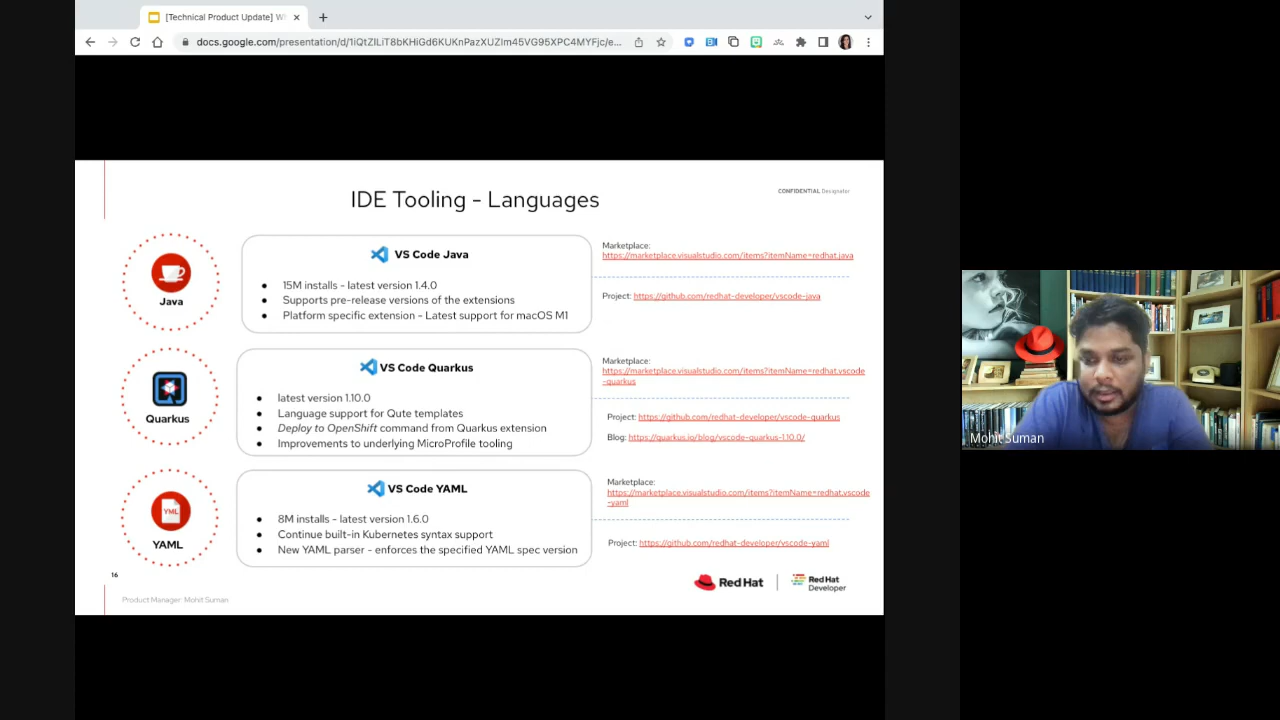 [Technical Product Update] W
docs.google.com/presentation/d/1iQtZILiT8bKHiGd6KUKnPazXUZIm45VG95XPC4MYFjc/e...
IDE Tooling - Languages
CONFIDENTIAL Designator
Java
VS Code Java
● 15M installs - latest version 1.4.0
● Supports pre-release versions of the extensions
● Platform specific extension - Latest support for macOS M1
Marketplace:
https://marketplace.visualstudio.com/items?itemName=redhat.java
Project: https://github.com/redhat-developer/vscode-java
Quarkus
VS Code Quarkus
● latest version 1.10.0
● Language support for Qute templates
● Deploy to OpenShift command from Quarkus extension
● Improvements to underlying MicroProfile tooling
Marketplace:
https://marketplace.visualstudio.com/items?itemName=redhat.vscode
-quarkus
Project: https://github.com/redhat-developer/vscode-quarkus
Blog: https://quarkus.io/blog/vscode-quarkus-1.10.0/
YML
YAML
VS Code YAML
● 8M installs - latest version 1.6.0
● Continue built-in Kubernetes syntax support
● New YAML parser - enforces the specified YAML spec version
Marketplace:
https://marketplace.visualstudio.com/items?itemName=redhat.vscode
-yaml
Project: https://github.com/redhat-developer/vscode-yaml
16
Product Manager: Mohit Suman
Red Hat
Red Hat
Developer
Mohit Suman